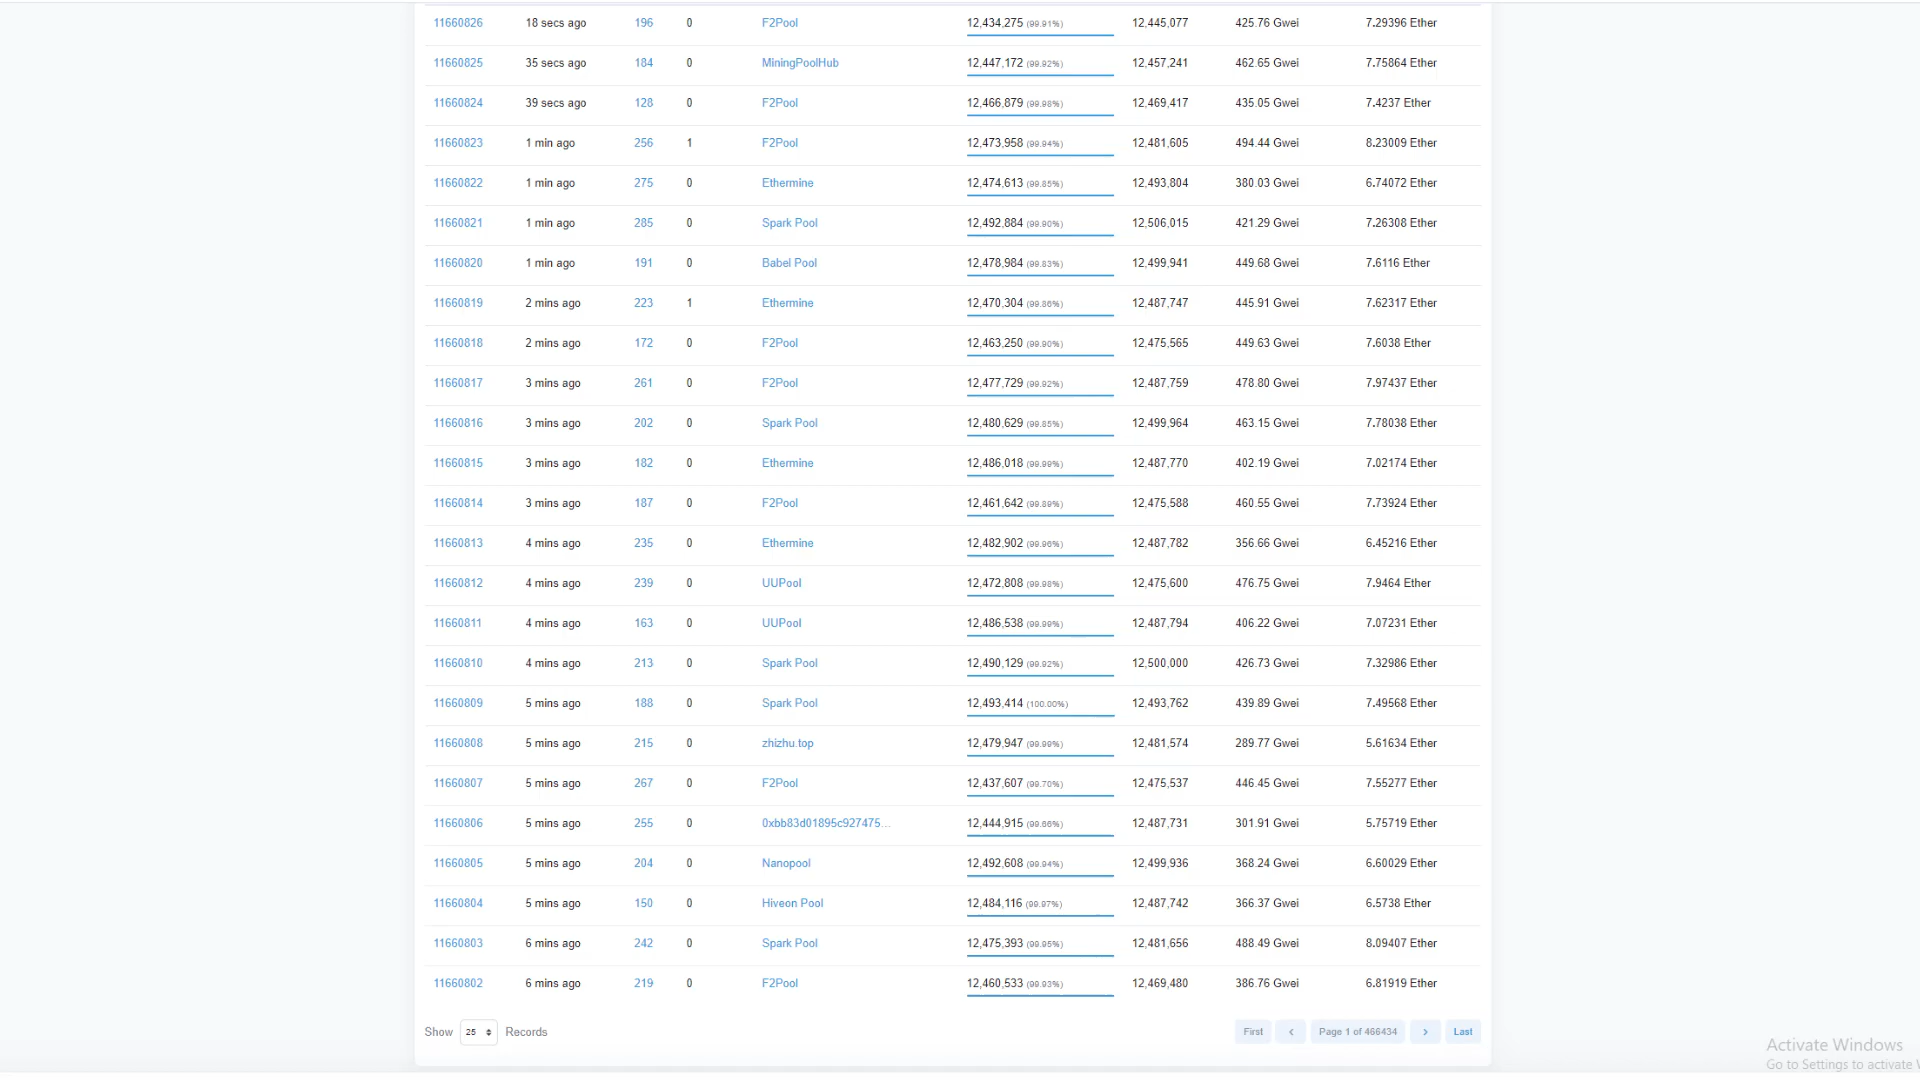 11660826 18 secs ago 196 0 F2Pool 12,434,275 (99.91%) 12,445,077 425.76 Gwei 7.29396 Ether
11660825 35 secs ago 184 0 MiningPoolHub 12,447,172 (99.92%) 12,457,241 462.65 Gwei 7.75864 Ether
11660824 39 secs ago 128 0 F2Pool 12,466,879 (99.98%) 12,469,417 435.05 Gwei 7.4237 Ether
11660823 1 min ago 256 1 F2Pool 12,473,958 (99.94%) 12,481,605 494.44 Gwei 8.23009 Ether
11660822 1 min ago 275 0 Ethermine 12,474,613 (99.85%) 12,493,804 380.03 Gwei 6.74072 Ether
11660821 1 min ago 285 0 Spark Pool 12,492,884 (99.90%) 12,506,015 421.29 Gwei 7.26308 Ether
11660820 1 min ago 191 0 Babel Pool 12,478,984 (99.83%) 12,499,941 449.68 Gwei 7.6116 Ether
11660819 2 mins ago 223 1 Ethermine 12,470,304 (99.86%) 12,487,747 445.91 Gwei 7.62317 Ether
11660818 2 mins ago 172 0 F2Pool 12,463,250 (99.90%) 12,475,565 449.63 Gwei 7.6038 Ether
11660817 3 mins ago 261 0 F2Pool 12,477,729 (99.92%) 12,487,759 478.80 Gwei 7.97437 Ether
11660816 3 mins ago 202 0 Spark Pool 12,480,629 (99.85%) 12,499,964 463.15 Gwei 7.78038 Ether
11660815 3 mins ago 182 0 Ethermine 12,486,018 (99.99%) 12,487,770 402.19 Gwei 7.02174 Ether
11660814 3 mins ago 187 0 F2Pool 12,461,642 (99.89%) 12,475,588 460.55 Gwei 7.73924 Ether
11660813 4 mins ago 235 0 Ethermine 12,482,902 (99.96%) 12,487,782 356.66 Gwei 6.45216 Ether
11660812 4 mins ago 239 0 UUPool 12,472,808 (99.98%) 12,475,600 476.75 Gwei 7.9464 Ether
11660811 4 mins ago 163 0 UUPool 12,486,538 (99.99%) 12,487,794 406.22 Gwei 7.07231 Ether
11660810 4 mins ago 213 0 Spark Pool 12,490,129 (99.92%) 12,500,000 426.73 Gwei 7.32986 Ether
11660809 5 mins ago 188 0 Spark Pool 12,493,414 (100.00%) 12,493,762 439.89 Gwei 7.49568 Ether
11660808 5 mins ago 215 0 zhizhu.top 12,479,947 (99.99%) 12,481,574 289.77 Gwei 5.61634 Ether
11660807 5 mins ago 267 0 F2Pool 12,437,607 (99.70%) 12,475,537 446.45 Gwei 7.55277 Ether
11660806 5 mins ago 255 0 0xbb83d01895c927475... 12,444,915 (99.66%) 12,487,731 301.91 Gwei 5.75719 Ether
11660805 5 mins ago 204 0 Nanopool 12,492,608 (99.94%) 12,499,936 368.24 Gwei 6.60029 Ether
11660804 5 mins ago 150 0 Hiveon Pool 12,484,116 (99.97%) 12,487,742 366.37 Gwei 6.5738 Ether
11660803 6 mins ago 242 0 Spark Pool 12,475,393 (99.95%) 12,481,656 488.49 Gwei 8.09407 Ether
11660802 6 mins ago 219 0 F2Pool 12,460,533 (99.93%) 12,469,480 386.76 Gwei 6.81919 Ether
Show 25 Records First Page 1 of 466434 Last
Activate Windows
Go to Settings to activate